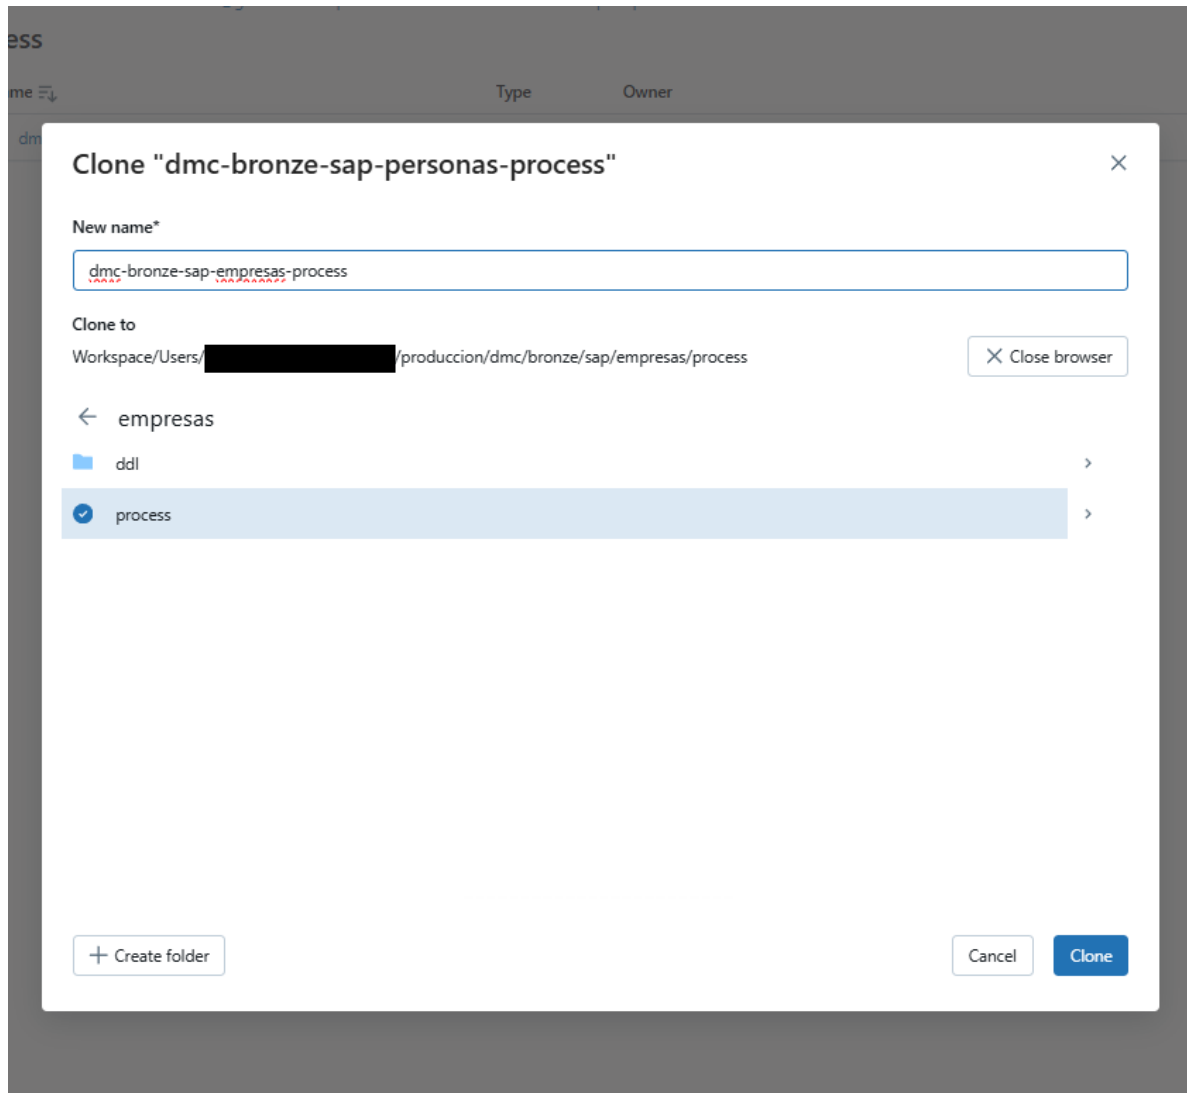 ess
me
Type
Owner
dm
Clone "dmc-bronze-sap-personas-process"
New name*
dmc-bronze-sap-empresas-process
Clone to
Workspace/Users/ /produccion/dmc/bronze/sap/empresas/process
Close browser
empresas
ddl
process
Create folder
Cancel
Clone